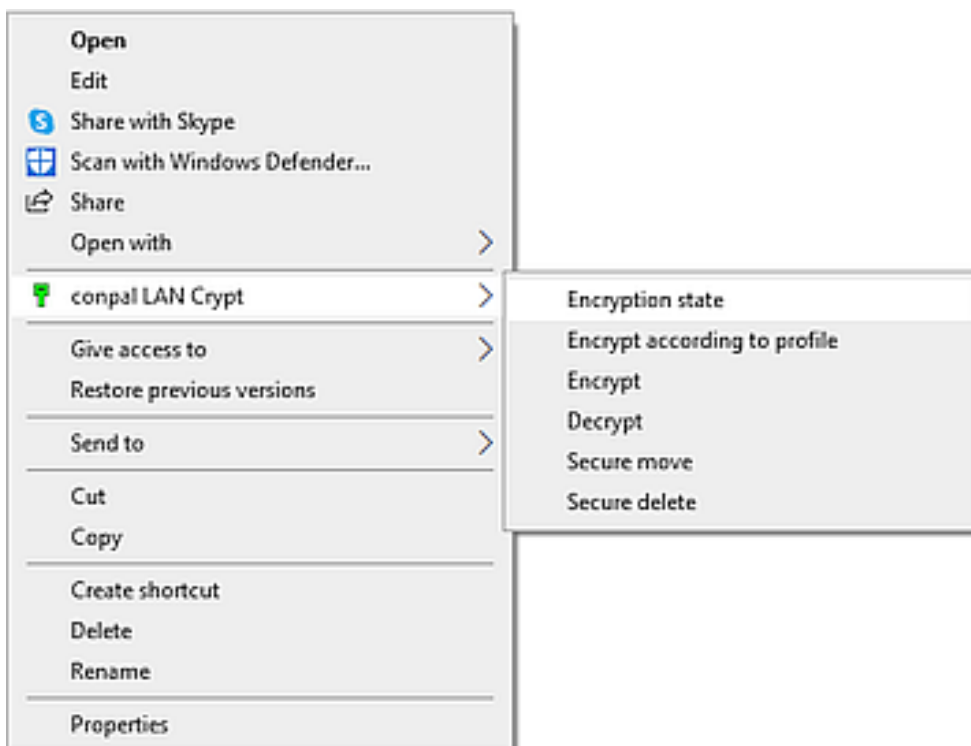 Open
Edit
Share with Skype
Scan with Windows Defender...
Share
Open with
conpal LAN Crypt
Give access to
Restore previous versions
Send to
Cut
Copy
Create shortcut
Delete
Rename
Properties
Encryption state
Encrypt according to profile
Encrypt
Decrypt
Secure move
Secure delete